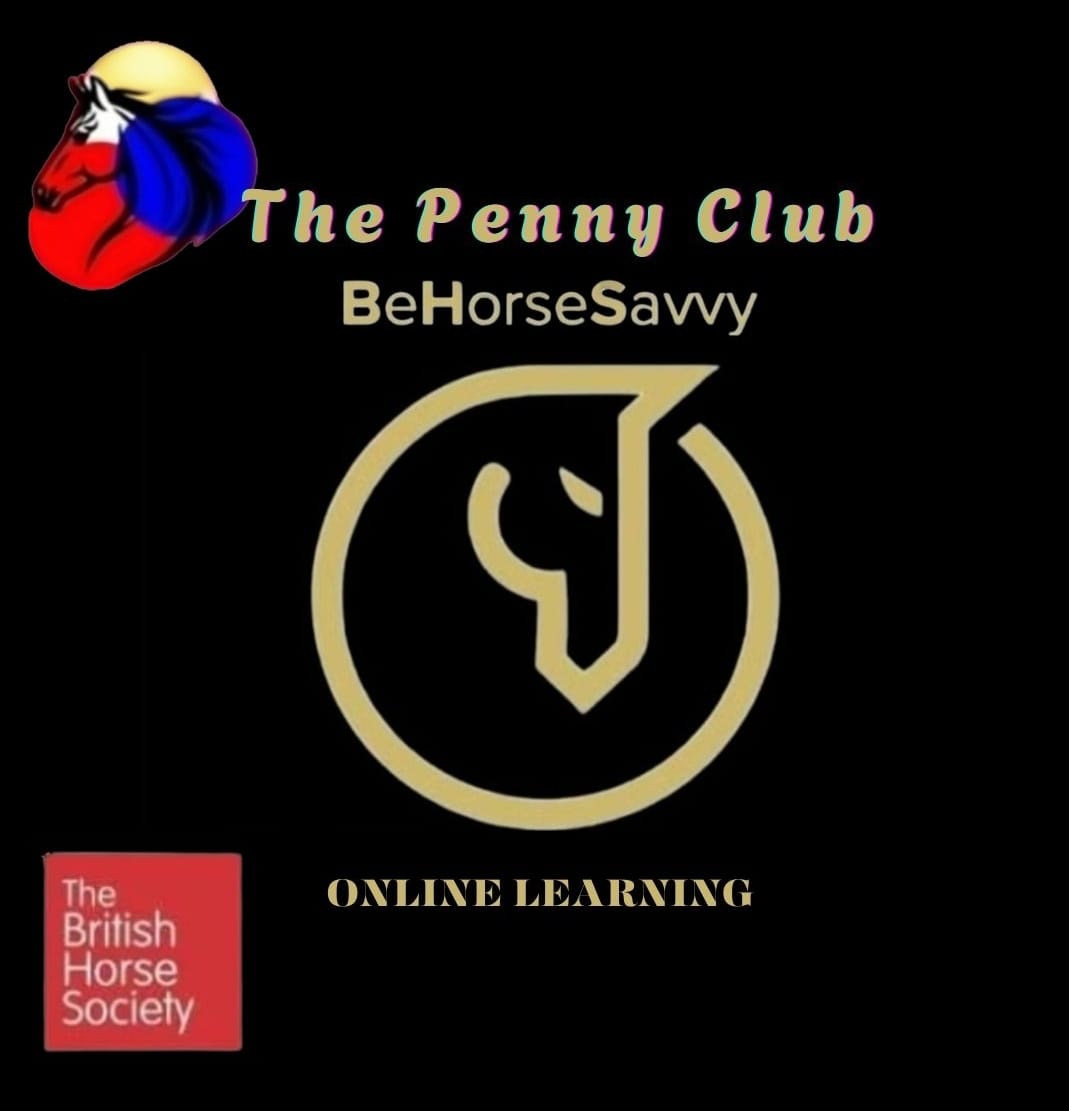 The Penny Club
BeHorseSavvy
ONLINE LEARNING
The
British
Horse
Society